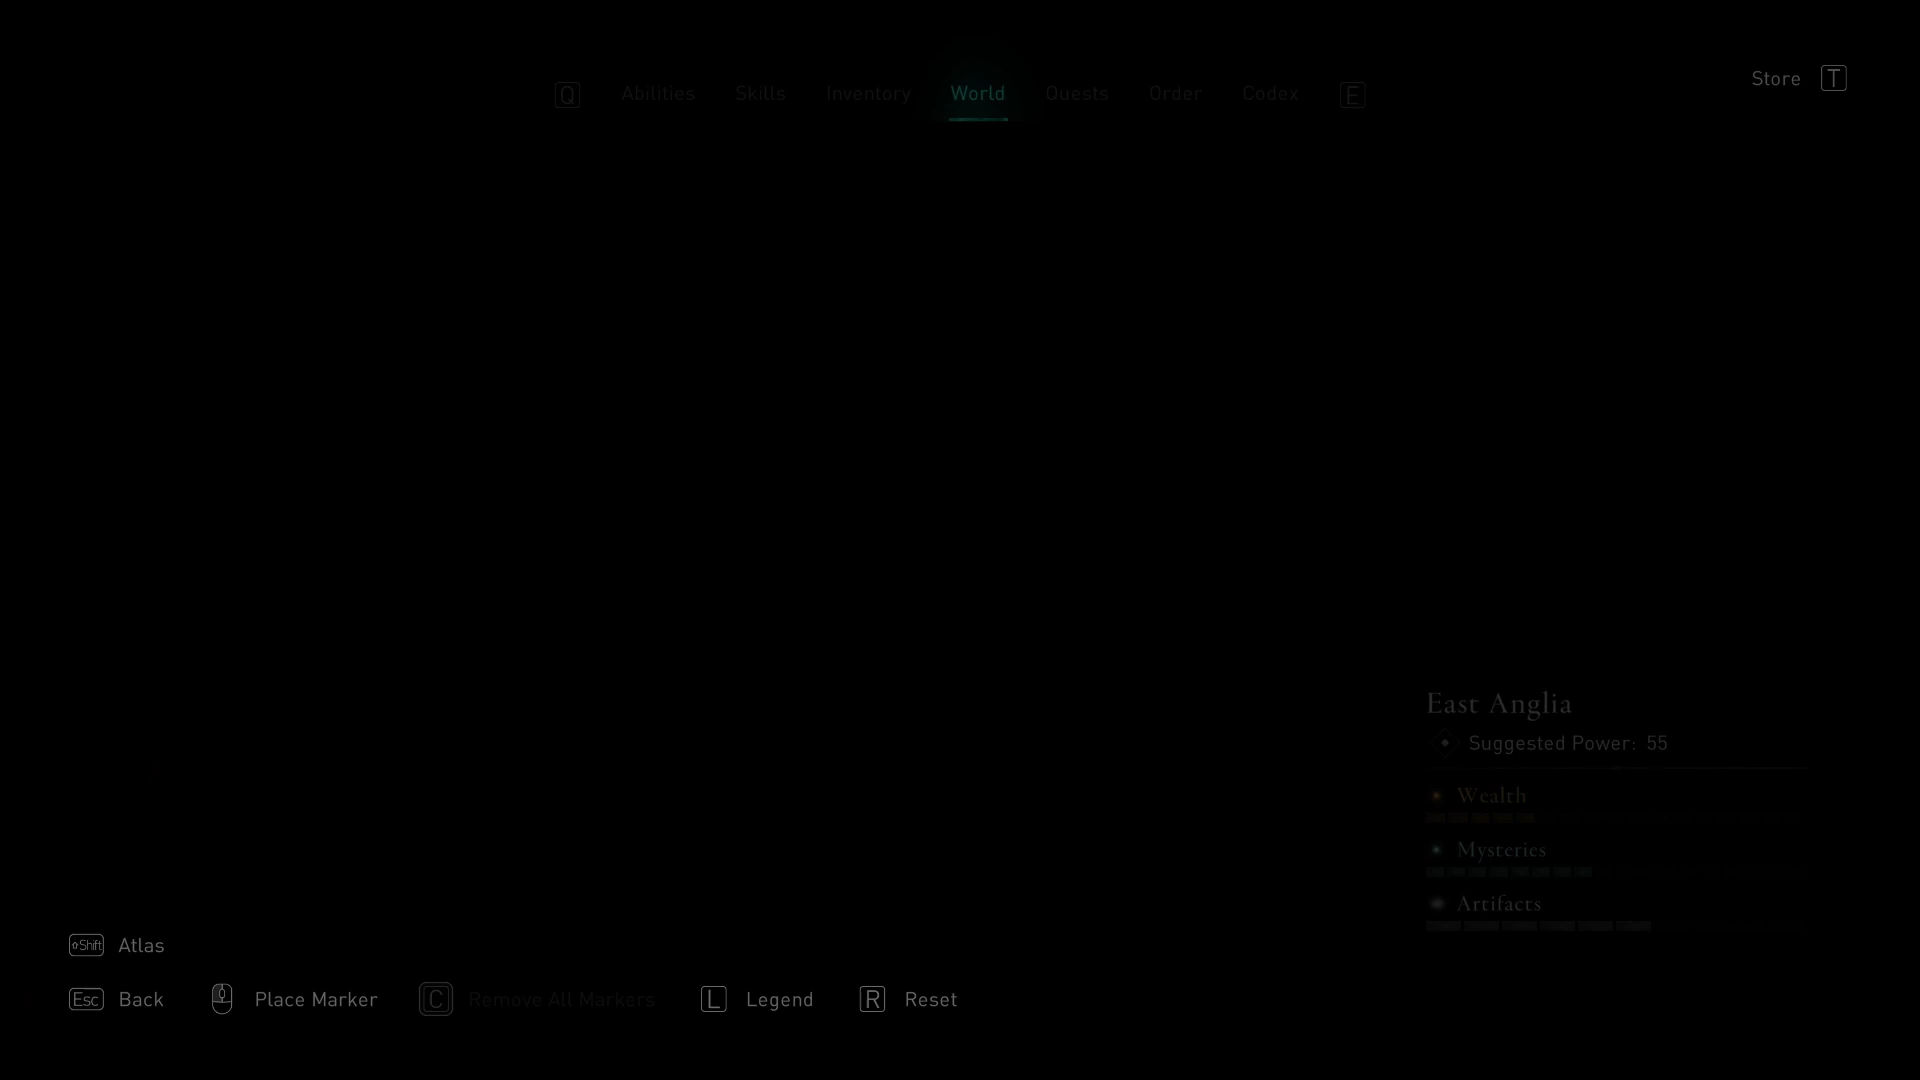 Q Abilities Skills Inventory World Quests Order Codex E
Store T
East Anglia
Suggested Power: 55
Wealth
Mysteries
Artifacts
Shift Atlas
Esc Back Place Marker C Remove All Markers L Legend R Reset